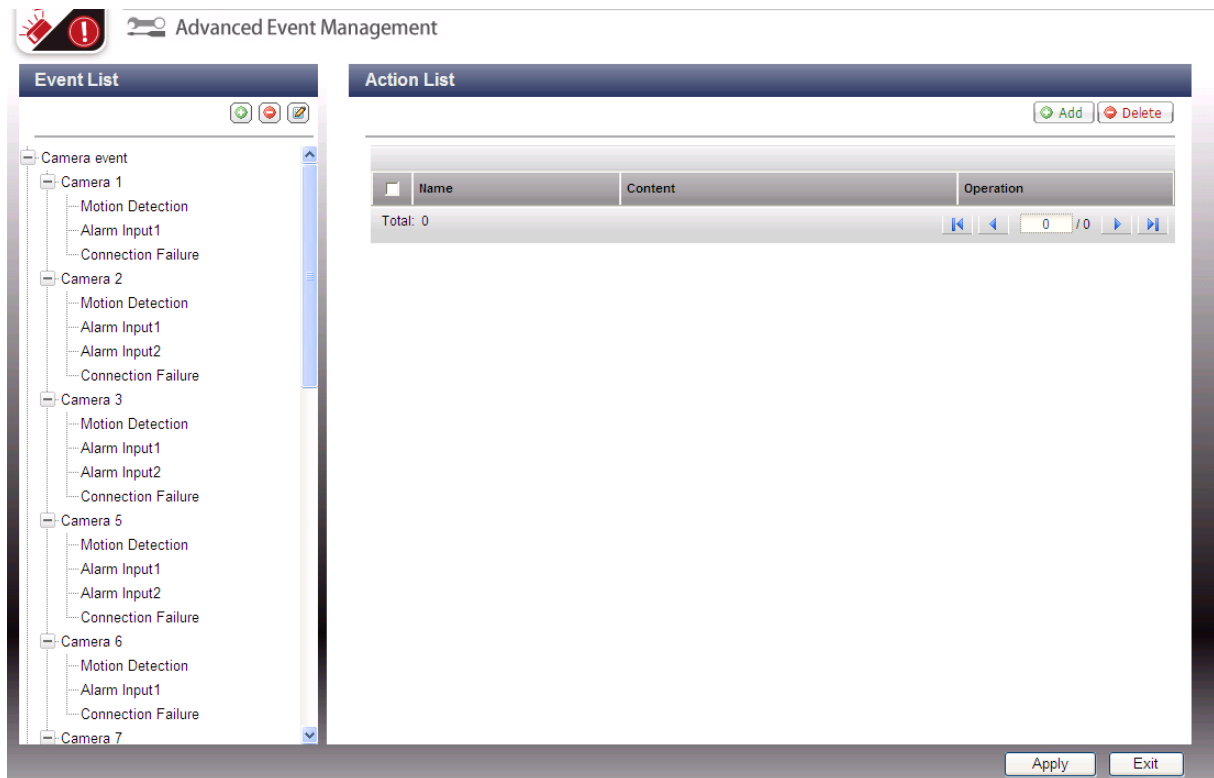 Advanced Event Management
Event List
Action List
Add
Delete
Camera event
Camera 1
Motion Detection
Alarm Input1
Connection Failure
Camera 2
Motion Detection
Alarm Input1
Alarm Input2
Connection Failure
Camera 3
Motion Detection
Alarm Input1
Alarm Input2
Connection Failure
Camera 5
Motion Detection
Alarm Input1
Alarm Input2
Connection Failure
Camera 6
Motion Detection
Alarm Input1
Connection Failure
Camera 7
Name Content Operation
Total: 0
0 / 0
Apply
Exit